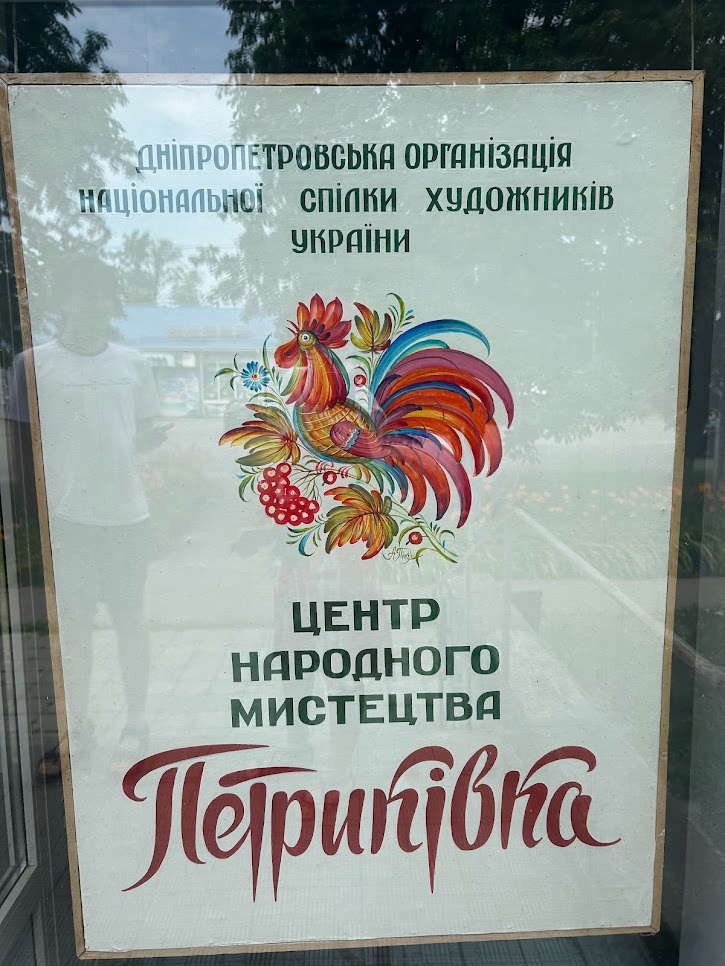 ДНІПРОПЕТРОВСЬКА ОРГАНІЗАЦІЯ
НАЦІОНАЛЬНОЇ СПІЛКИ ХУДОЖНИКІВ
УКРАЇНИ
ЦЕНТР
НАРОДНОГО
МИСТЕЦТВА
Петриківка